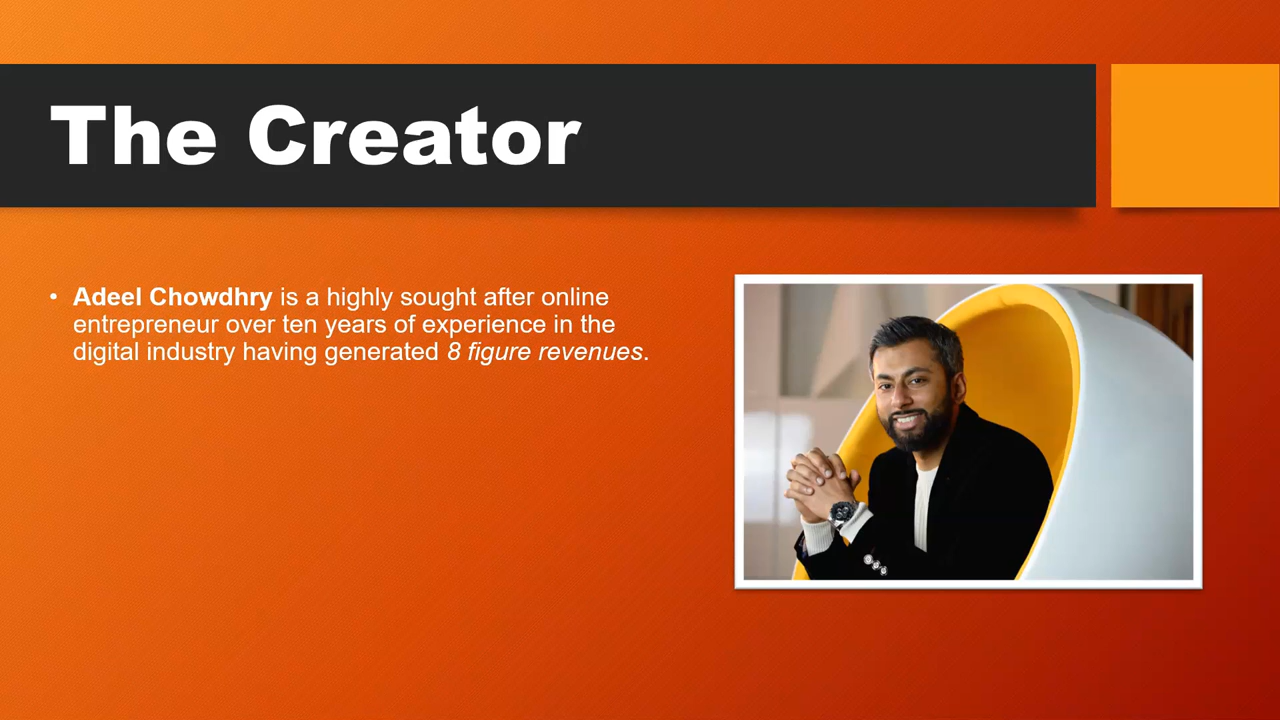 The Creator
• Adeel Chowdhry is a highly sought after online
entrepreneur over ten years of experience in the
digital industry having generated 8 figure revenues.